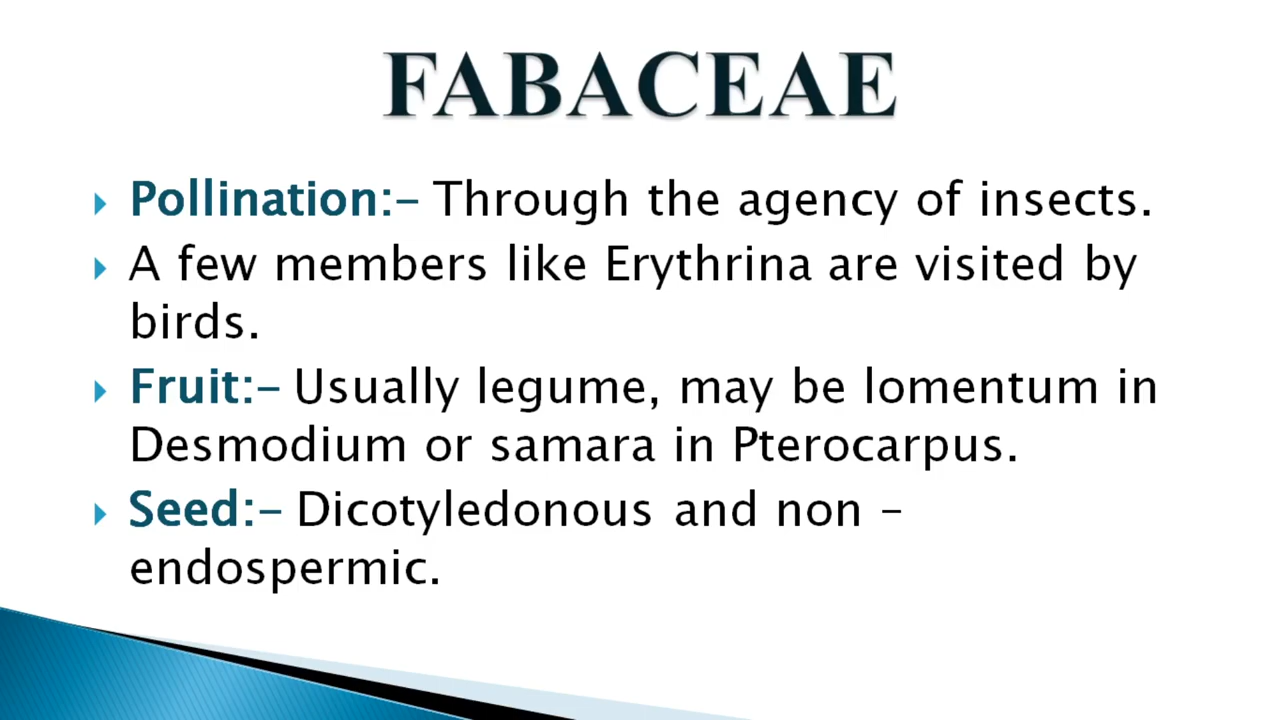 FABACEAE
Pollination:– Through the agency of insects.
A few members like Erythrina are visited by
birds.
Fruit:– Usually legume, may be lomentum in
Desmodium or samara in Pterocarpus.
Seed:– Dicotyledonous and non –
endospermic.